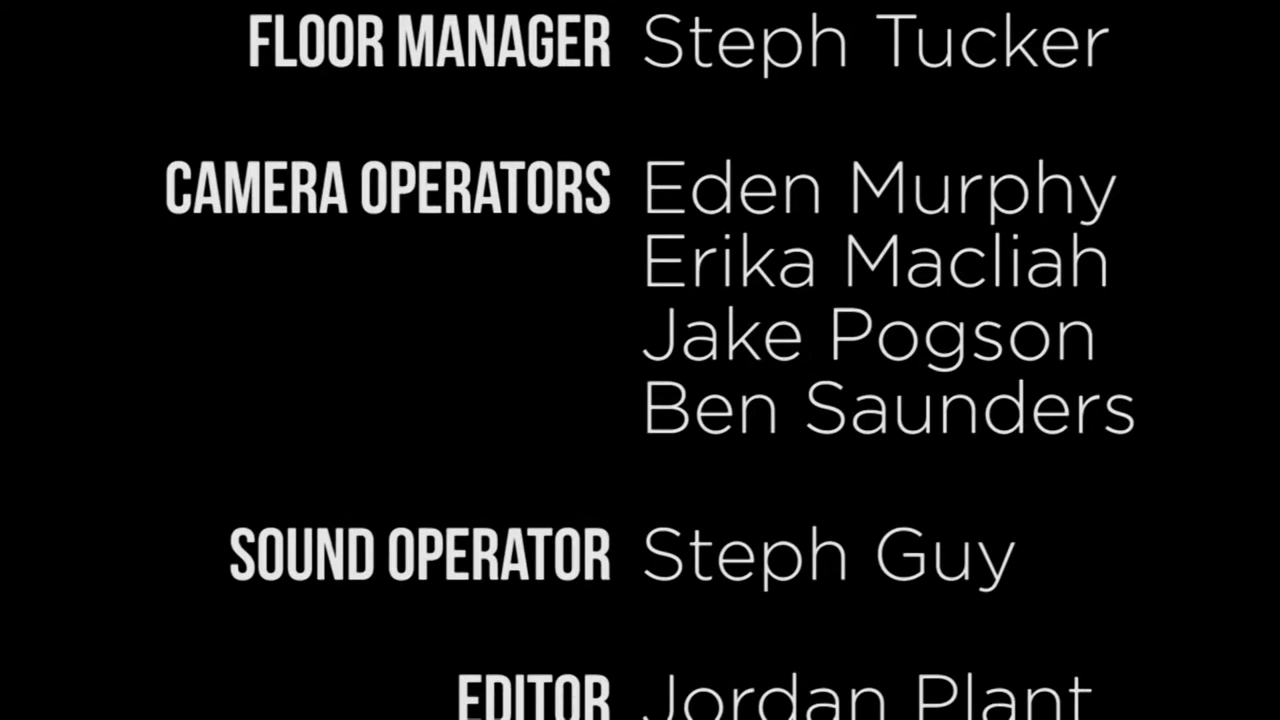 FLOOR MANAGER Steph Tucker
CAMERA OPERATORS Eden Murphy
Erika Macliah
Jake Pogson
Ben Saunders
SOUND OPERATOR Steph Guy
EDITOR Jordan Plant